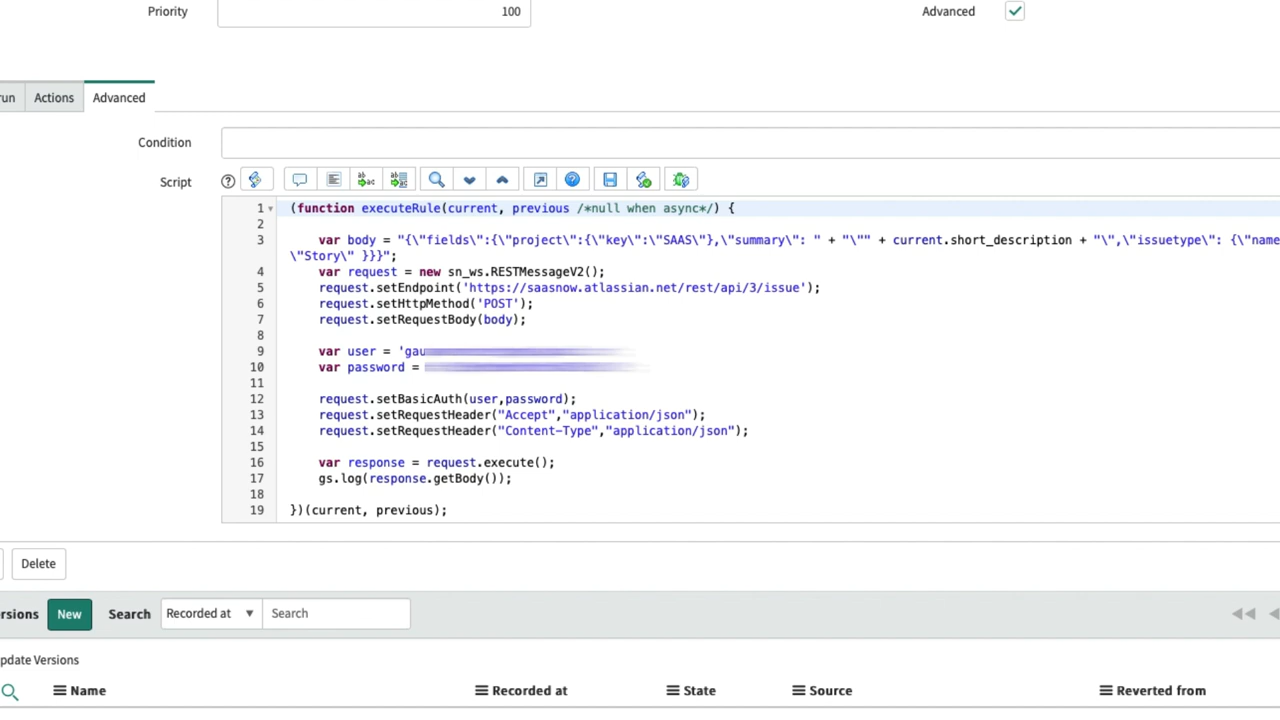 Priority 100 Advanced
run Actions Advanced
Condition
Script
1 (function executeRule(current, previous /*null when async*/) {
2
3 var body = "{\"fields\":{\"project\":{\"key\":\"SAAS\"},\"summary\": " + "\"" + current.short_description + "\",\"issuetype\": {\"name
\"Story\" }}}";
4 var request = new sn_ws.RESTMessageV2();
5 request.setEndpoint('https://saasnow.atlassian.net/rest/api/3/issue');
6 request.setHttpMethod('POST');
7 request.setRequestBody(body);
8
9 var user = 'gau
10 var password =
11
12 request.setBasicAuth(user,password);
13 request.setRequestHeader("Accept","application/json");
14 request.setRequestHeader("Content-Type","application/json");
15
16 var response = request.execute();
17 gs.log(response.getBody());
18
19 })(current, previous);
Delete
rsions New Search Recorded at Search
pdate Versions
Name Recorded at State Source Reverted from